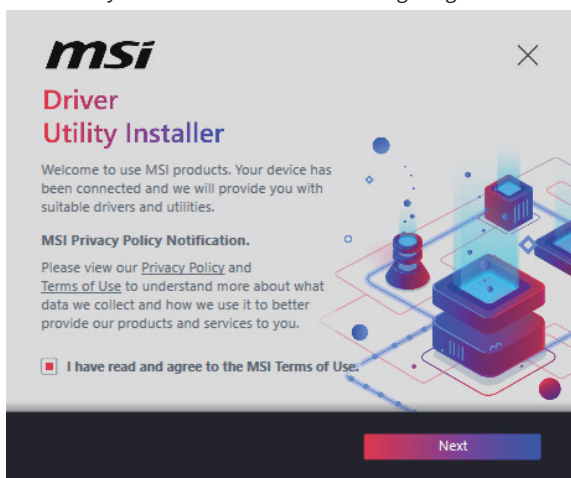 msi
Driver
Utility Installer
Welcome to use MSI products. Your device has
been connected and we will provide you with
suitable drivers and utilities.
MSI Privacy Policy Notification.
Please view our Privacy Policy and
Terms of Use to understand more about what
data we collect and how we use it to better
provide our products and services to you.
I have read and agree to the MSI Terms of Use.
Next